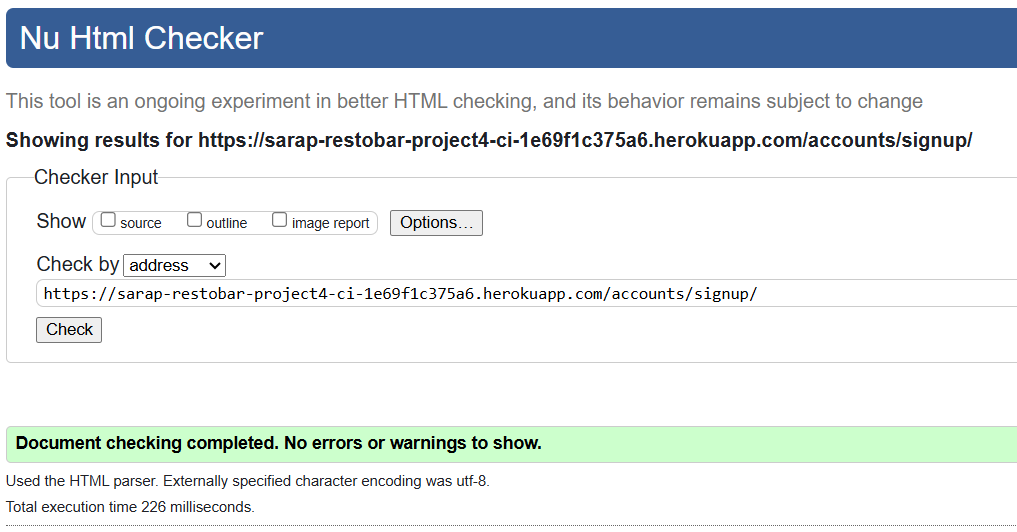 Nu Html Checker
This tool is an ongoing experiment in better HTML checking, and its behavior remains subject to change
Showing results for https://sarap-restobar-project4-ci-1e69f1c375a6.herokuapp.com/accounts/signup/
Checker Input
Show source outline image report Options...
Check by address
https://sarap-restobar-project4-ci-1e69f1c375a6.herokuapp.com/accounts/signup/
Check
Document checking completed. No errors or warnings to show.
Used the HTML parser. Externally specified character encoding was utf-8.
Total execution time 226 milliseconds.